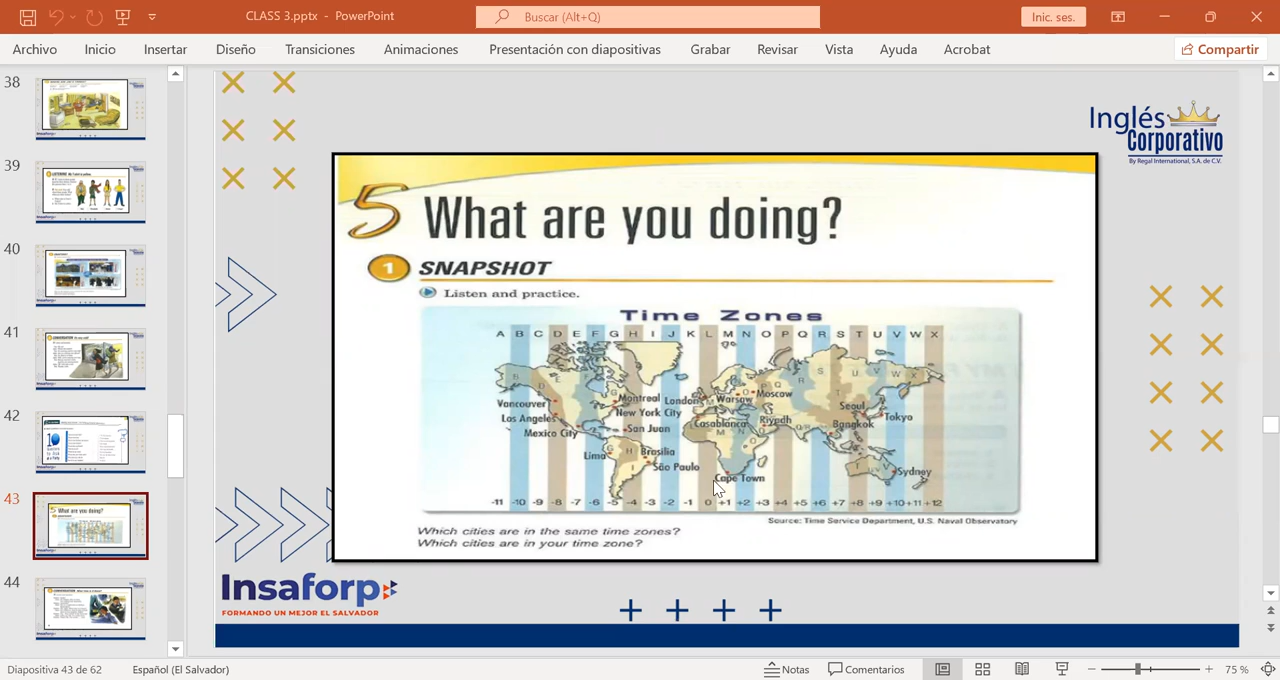 CLASS 3.pptx - PowerPoint
Buscar (Alt+Q)
Inic. ses.
Archivo Inicio Insertar Diseño Transiciones Animaciones Presentación con diapositivas Grabar Revisar Vista Ayuda Acrobat
Compartir
38
39
40
41
42
43
44
Inglés
Corporativo
By Regal International, S.A. de C.V.
5 What are you doing?
1 SNAPSHOT
Listen and practice.
Time Zones
A B C D E F G H I J K L M N O P Q R S T U V W X
Vancouver
Los Angeles
Mexico City
Montreal
New York City
San Juan
Lima
Brasilia
São Paulo
London
Warsaw
Moscow
Casablanca
Riyadh
Cape Town
Seoul
Tokyo
Bangkok
Sydney
-11 -10 -9 -8 -7 -6 -5 -4 -3 -2 -1 0 +1 +2 +3 +4 +5 +6 +7 +8 +9 +10 +11 +12
Source: Time Service Department, U.S. Naval Observatory
Which cities are in the same time zones?
Which cities are in your time zone?
Insaforp
FORMANDO UN MEJOR EL SALVADOR
Diapositiva 43 de 62
Español (El Salvador)
Notas
Comentarios
75 %